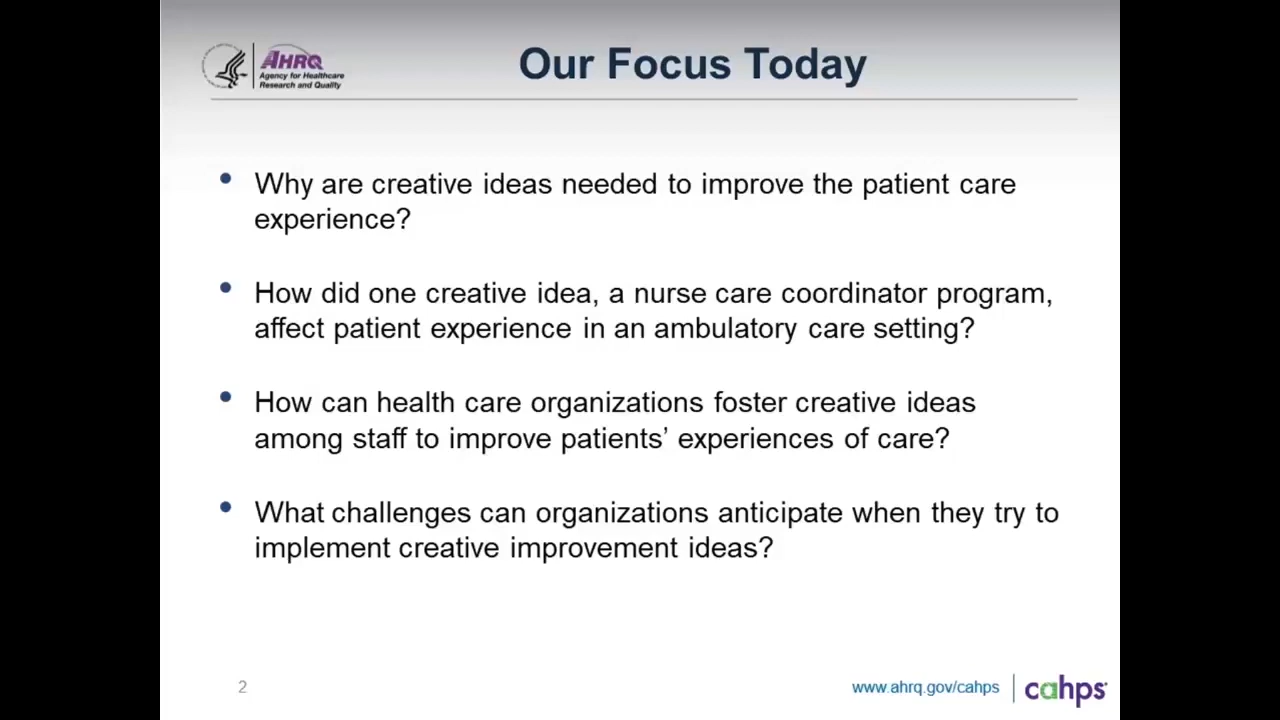 AHRQ
Agency for Healthcare
Research and Quality
Our Focus Today
• Why are creative ideas needed to improve the patient care
experience?
• How did one creative idea, a nurse care coordinator program,
affect patient experience in an ambulatory care setting?
• How can health care organizations foster creative ideas
among staff to improve patients’ experiences of care?
• What challenges can organizations anticipate when they try to
implement creative improvement ideas?
2
www.ahrq.gov/cahps
cahps